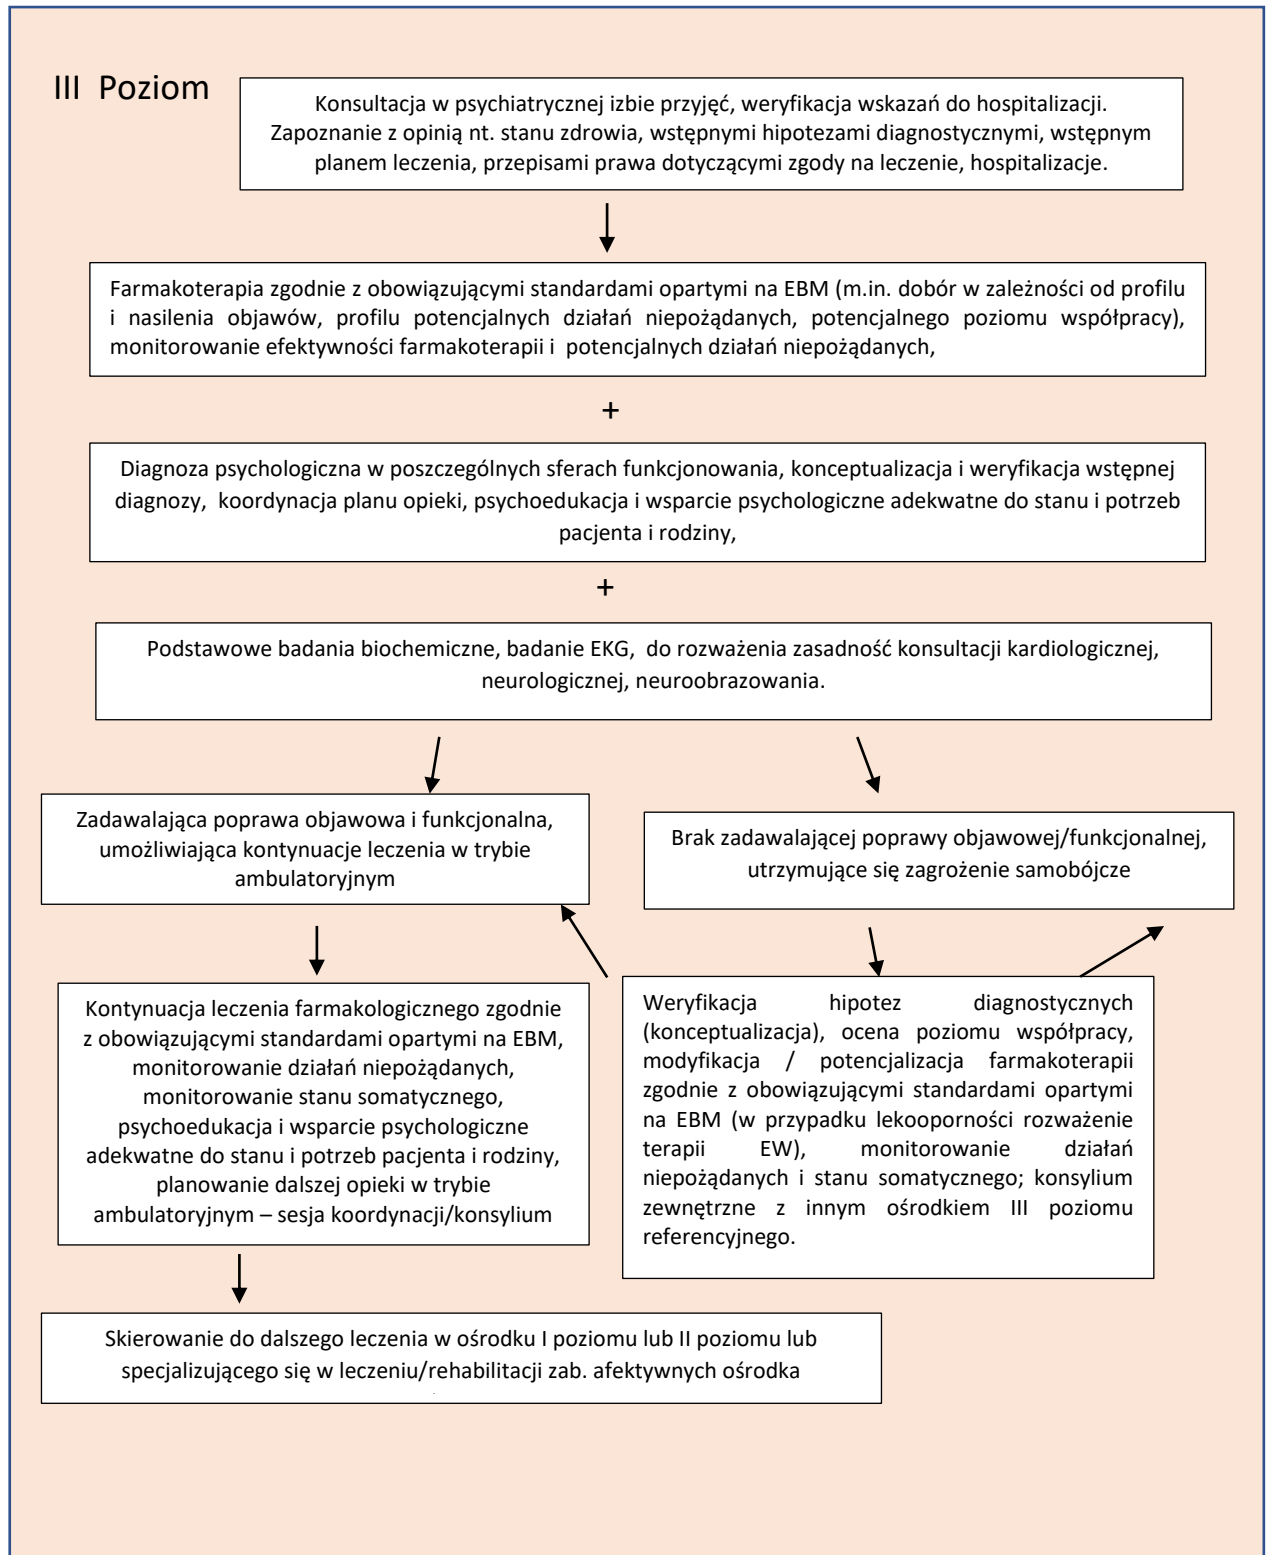 III Poziom
Konsultacja w psychiatrycznej izbie przyjęć, weryfikacja wskazań do hospitalizacji.
Zapoznanie z opinią nt. stanu zdrowia, wstępnymi hipotezami diagnostycznymi, wstępnym
planem leczenia, przepisami prawa dotyczącymi zgody na leczenie, hospitalizacje.
Farmakoterapia zgodnie z obowiązującymi standardami opartymi na EBM (m.in. dobór w zależności od profilu
i nasilenia objawów, profilu potencjalnych działań niepożądanych, potencjalnego poziomu współpracy),
monitorowanie efektywności farmakoterapii i potencjalnych działań niepożądanych,
+
Diagnoza psychologiczna w poszczególnych sferach funkcjonowania, konceptualizacja i weryfikacja wstępnej
diagnozy, koordynacja planu opieki, psychoedukacja i wsparcie psychologiczne adekwatne do stanu i potrzeb
pacjenta i rodziny,
+
Podstawowe badania biochemiczne, badanie EKG, do rozważenia zasadność konsultacji kardiologicznej,
neurologicznej, neuroobrazowania.
Zadawalająca poprawa objawowa i funkcjonalna,
umożliwiająca kontynuacje leczenia w trybie
ambulatoryjnym
Brak zadawalającej poprawy objawowej/funkcjonalnej,
utrzymujące się zagrożenie samobójcze
Kontynuacja leczenia farmakologicznego zgodnie
z obowiązującymi standardami opartymi na EBM,
monitorowanie działań niepożądanych,
monitorowanie stanu somatycznego,
psychoedukacja i wsparcie psychologiczne
adekwatne do stanu i potrzeb pacjenta i rodziny,
planowanie dalszej opieki w trybie
ambulatoryjnym – sesja koordynacji/konsylium
Weryfikacja hipotez diagnostycznych
(konceptualizacja), ocena poziomu współpracy,
modyfikacja / potencjalizacja farmakoterapii
zgodnie z obowiązującymi standardami opartymi
na EBM (w przypadku lekooporności rozważenie
terapii EW), monitorowanie działań
niepożądanych i stanu somatycznego; konsylium
zewnętrzne z innym ośrodkiem III poziomu
referencyjnego.
Skierowanie do dalszego leczenia w ośrodku I poziomu lub II poziomu lub
specjalizującego się w leczeniu/rehabilitacji zab. afektywnych ośrodka